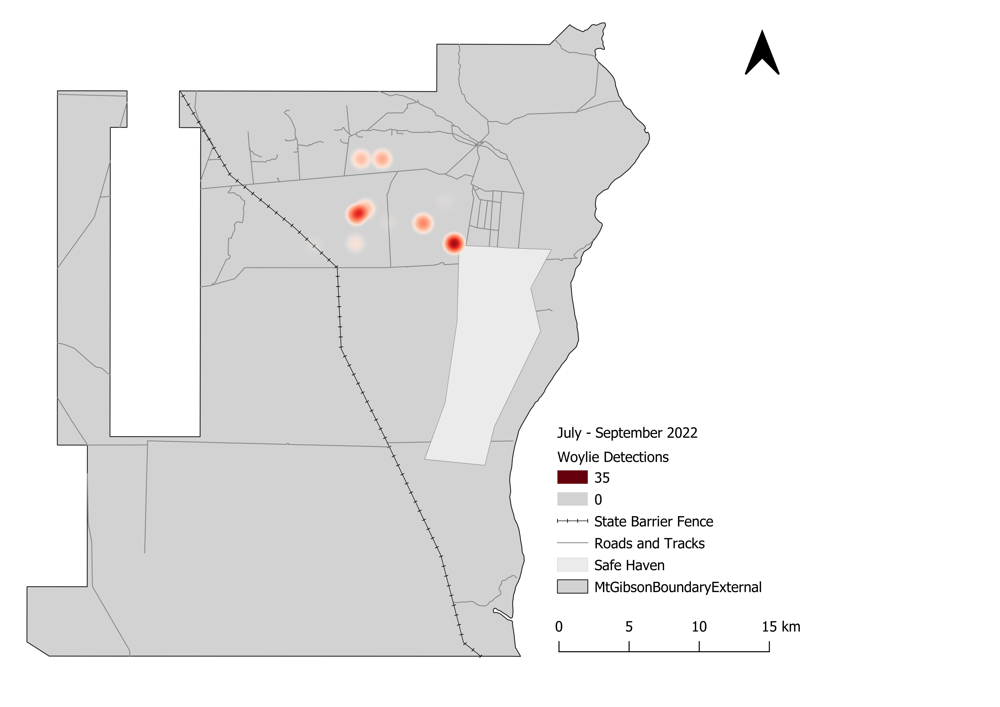 July - September 2022
Woylie Detections
35
0
State Barrier Fence
Roads and Tracks
Safe Haven
MtGibsonBoundaryExternal
0 5 10 15 km